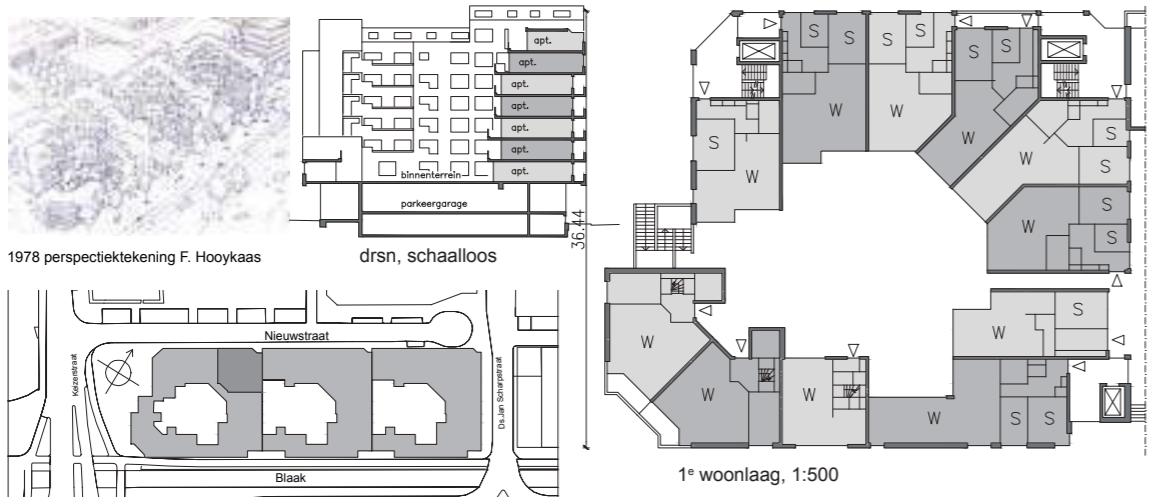 apt.
apt.
apt.
apt.
apt.
apt.
apt.
binnenterrein
parkeergarage
36.44
1978 perspectiektekening F. Hooykaas
drsn, schaalloos
Nieuwstraat
Keizerstraat
Ds.Jan Scharpstraat
Blaak
S
S
S
S
S
S
W
W
W
S
S
W
W
S
S
W
S
W
S
W
S
W
W
W
W
S
S
1e woonlaag, 1:500